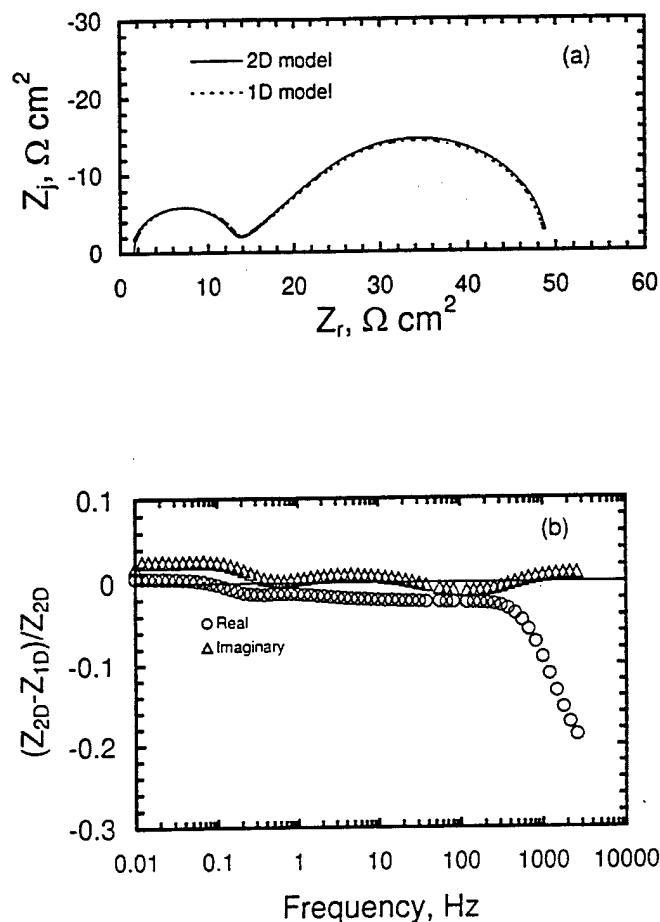 -30
-20
-10
0
Z_j, Ω cm^2
(a)
2D model
1D model
0 10 20 30 40 50 60
Z_r, Ω cm^2
0.1
0
-0.1
-0.2
-0.3
(Z_2D-Z_1D)/Z_2D
(b)
Real
Imaginary
0.01 0.1 1 10 100 1000 10000
Frequency, Hz